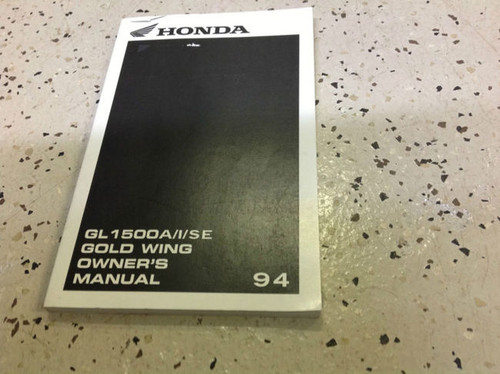 HONDA
GL1500A/I/SE
GOLD WING
OWNER'S
MANUAL 94